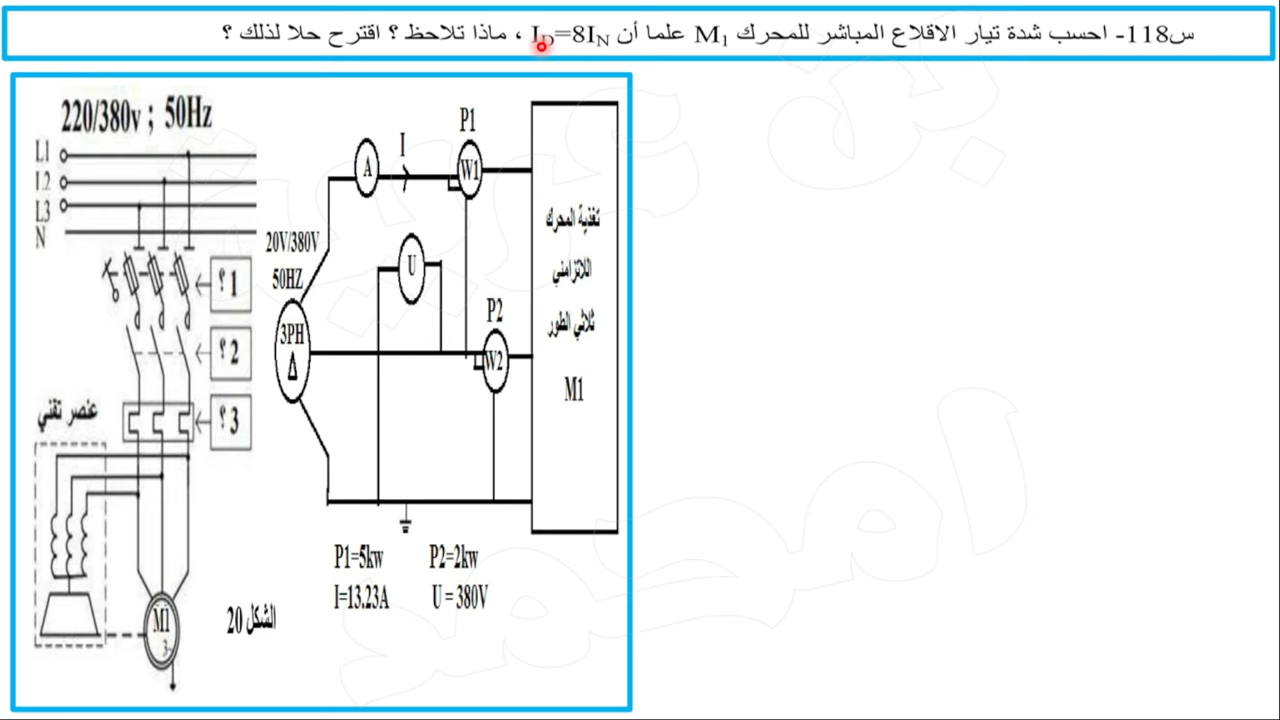 س118- احسب شدة تيار الاقلاع المباشر للمحرك M1 علما أن ID=8IN ، ماذا تلاحظ ؟ اقترح حلا لذلك ؟
220/380v ; 50Hz
L1
L2
L3
N
1 ؟
2 ؟
3 ؟
عنصر تقني
M1
3~
الشكل 20
20V/380V
50HZ
3PH
Δ
A
I
P1
W1
U
P2
W2
تغذية المحرك
اللاتزامني
ثلاثي الطور
M1
P1=5kw P2=2kw
I=13.23A U = 380V